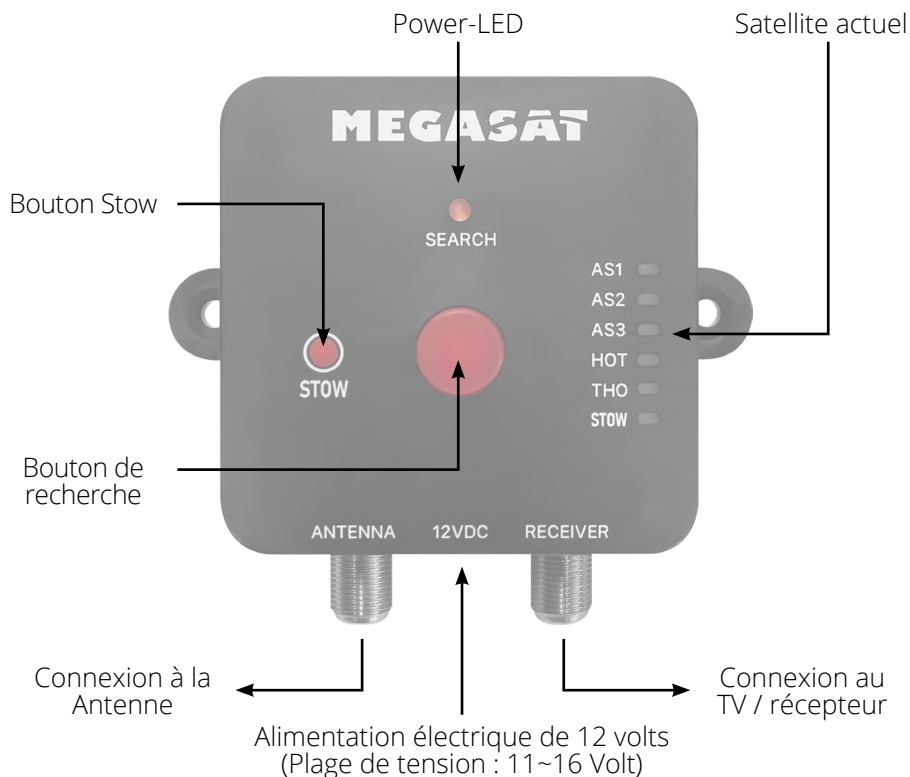 Power-LED
Satellite actuel
MEGASAT
Bouton Stow
SEARCH
AS1
AS2
AS3
HOT
THO
STOW
STOW
Bouton de
recherche
ANTENNA 12VDC RECEIVER
Connexion à la
Antenne
Connexion au
TV / récepteur
Alimentation électrique de 12 volts
(Plage de tension : 11~16 Volt)